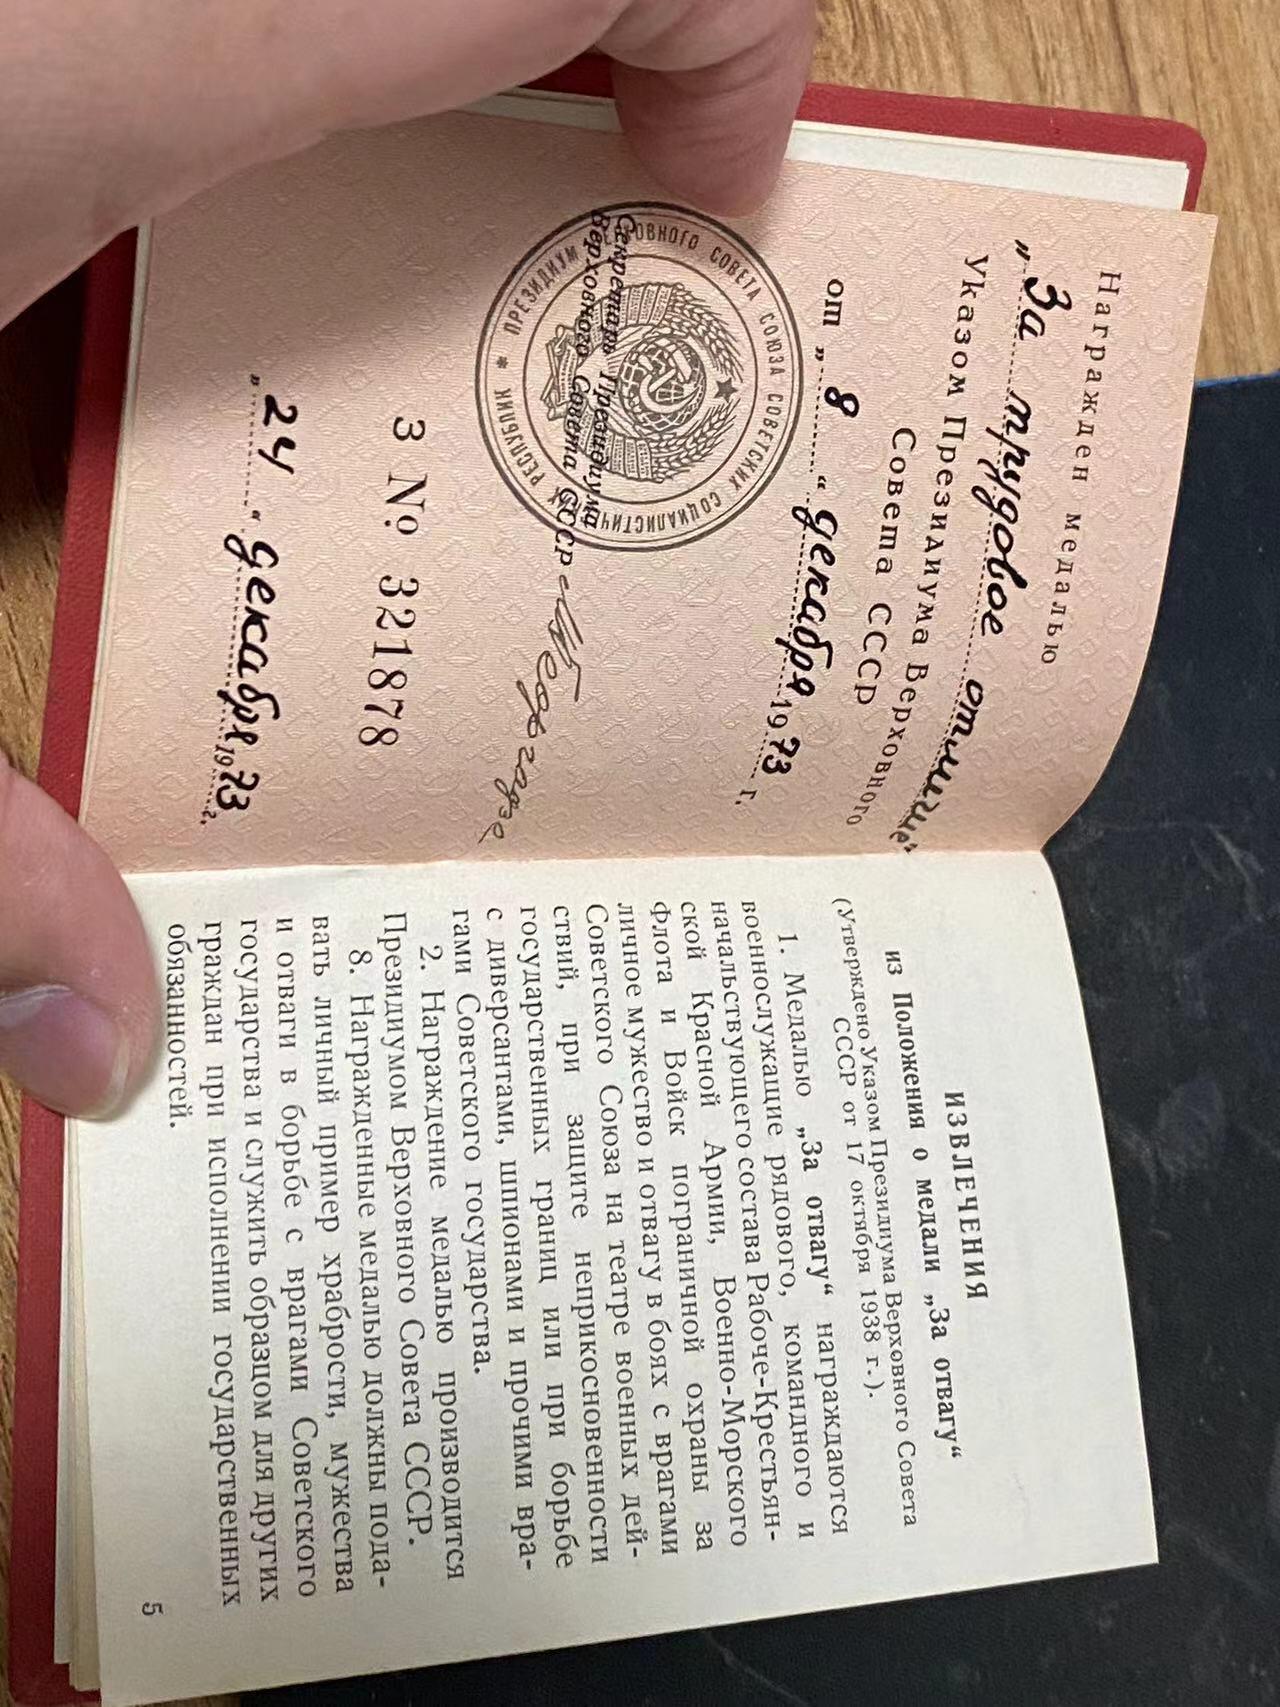 Награжден медалью
„За трудовое отличие“
Указом Президиума Верховного
Совета СССР
от „8“ декабря 1973 г.
ПРЕЗИДИУМ ВЕРХОВНОГО СОВЕТА СОЮЗА СОВЕТСКИХ СОЦИАЛИСТИЧЕСКИХ РЕСПУБЛИК *
Секретарь Президиума
Верховного Совета СССР
З № 321878
„24“ декабря 1973 г.
ИЗВЛЕЧЕНИЯ
из Положения о медали „За отвагу“
(Утверждено Указом Президиума Верховного Совета
СССР от 17 октября 1938 г.).
1. Медалью „За отвагу“ награждаются
военнослужащие рядового, командного и
начальствующего состава Рабоче-Крестьян-
ской Красной Армии, Военно-Морского
Флота и Войск пограничной охраны за
личное мужество и отвагу в боях с врагами
Советского Союза на театре военных дей-
ствий, при защите неприкосновенности
государственных границ или при борьбе
с диверсантами, шпионами и прочими вра-
гами Советского государства.
2. Награждение медалью производится
Президиумом Верховного Совета СССР.
8. Награжденные медалью должны пода-
вать личный пример храбрости, мужества
и отваги в борьбе с врагами Советского
государства и служить образцом для других
граждан при исполнении государственных
обязанностей.
5